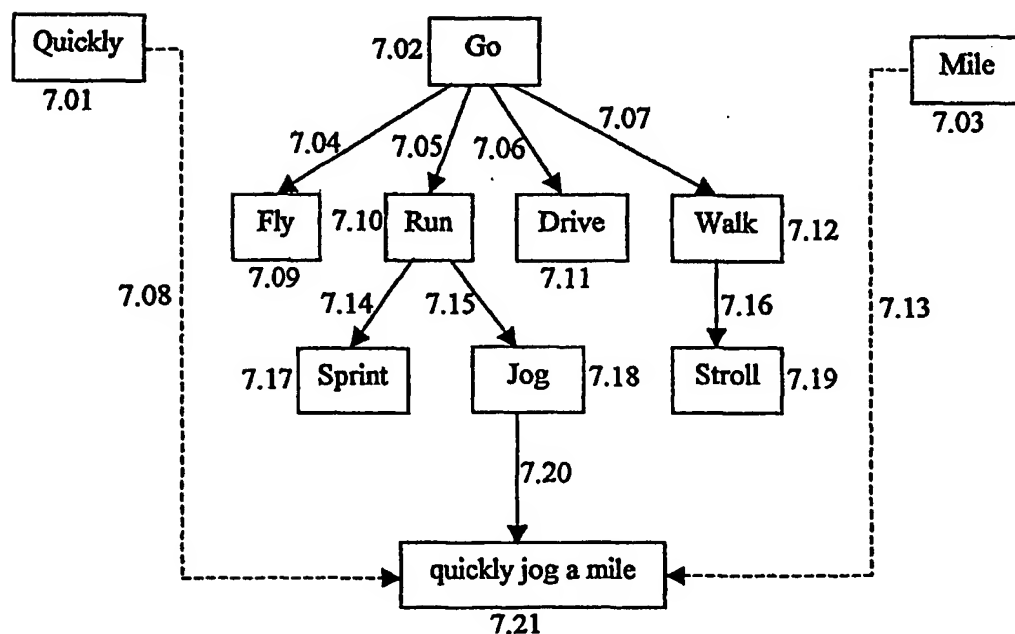 Quickly
7.01
7.02
Go
Mile
7.03
7.04
7.05
7.06
7.07
Fly
7.09
7.10
Run
Drive
7.11
Walk
7.12
7.08
7.14
7.15
7.16
7.13
7.17
Sprint
Jog
7.18
Stroll
7.19
7.20
quickly jog a mile
7.21